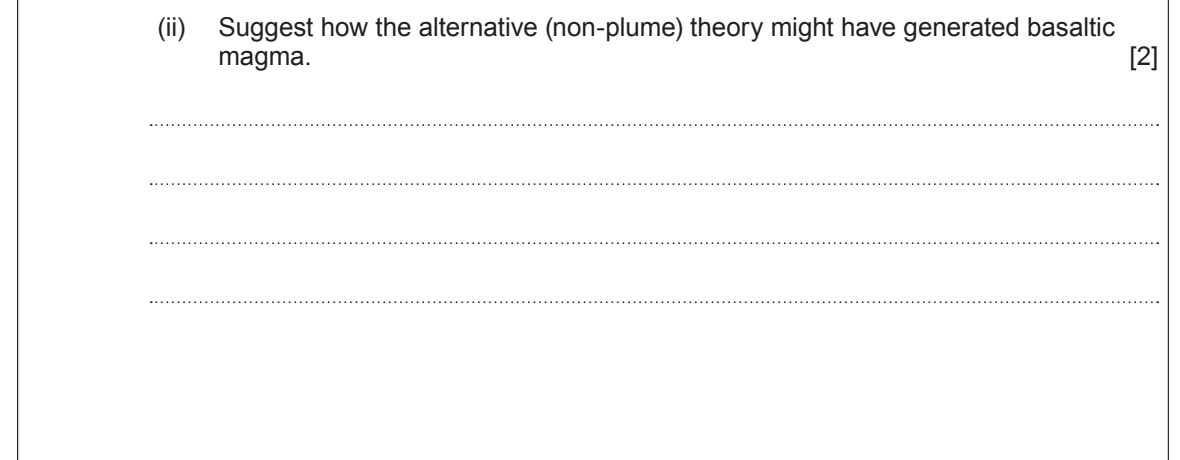 (ii) Suggest how the alternative (non-plume) theory might have generated basaltic
magma. [2]